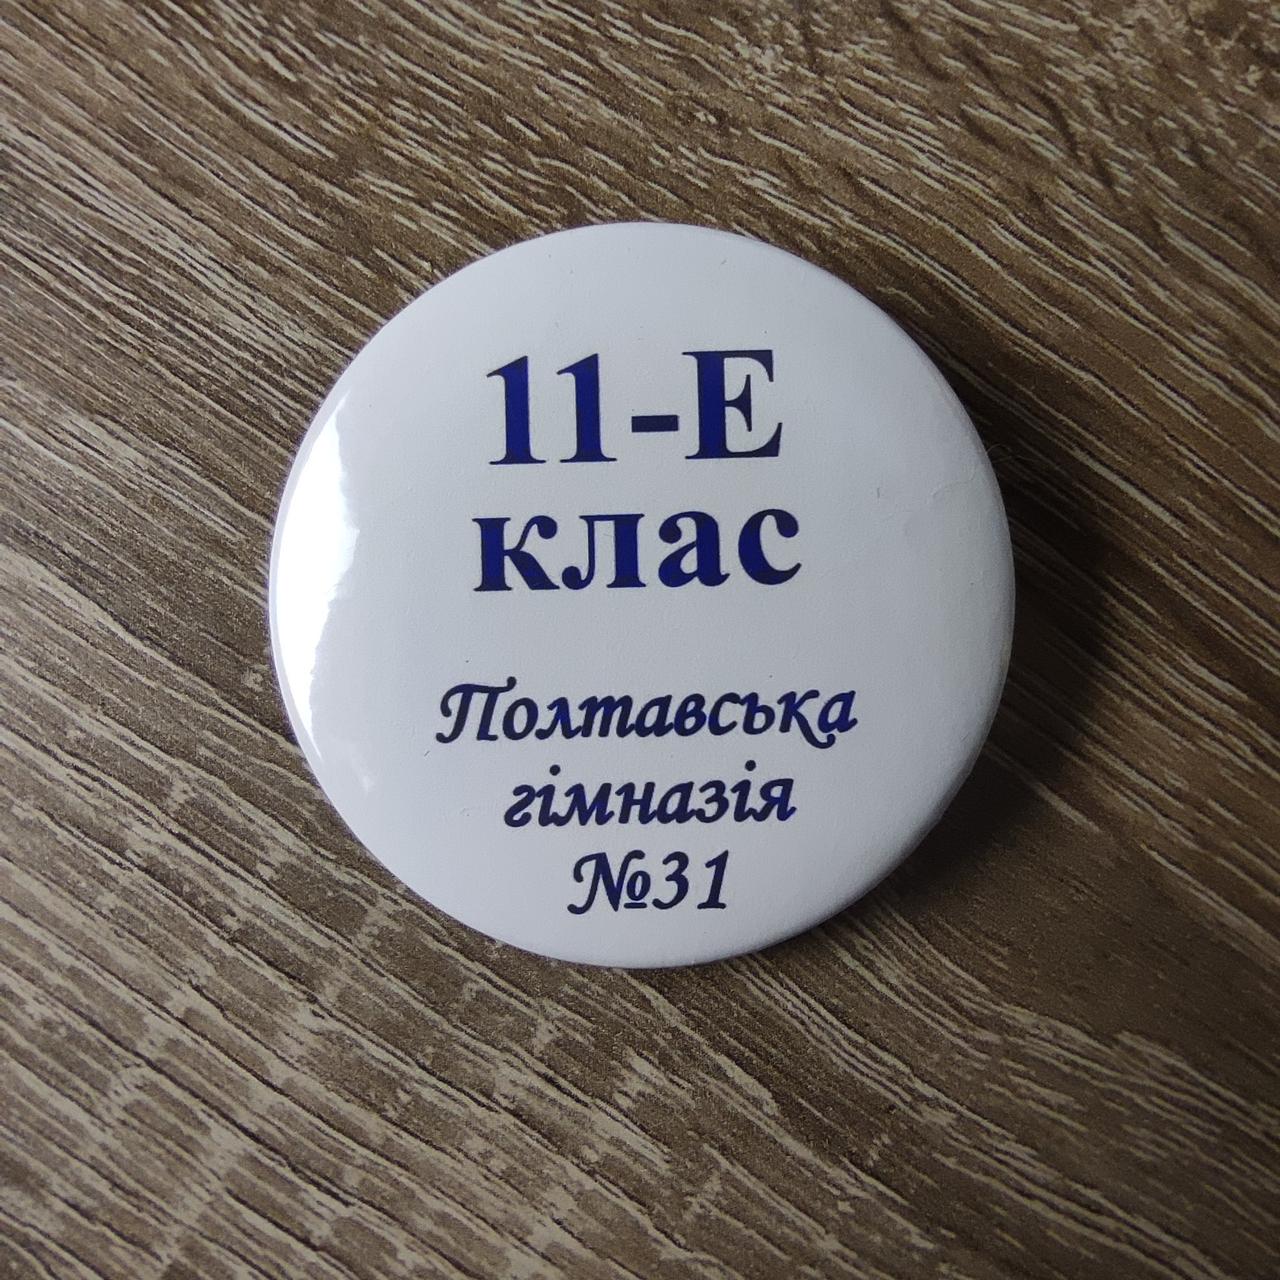 11-Е
клас
Полтавська
гімназія
№31